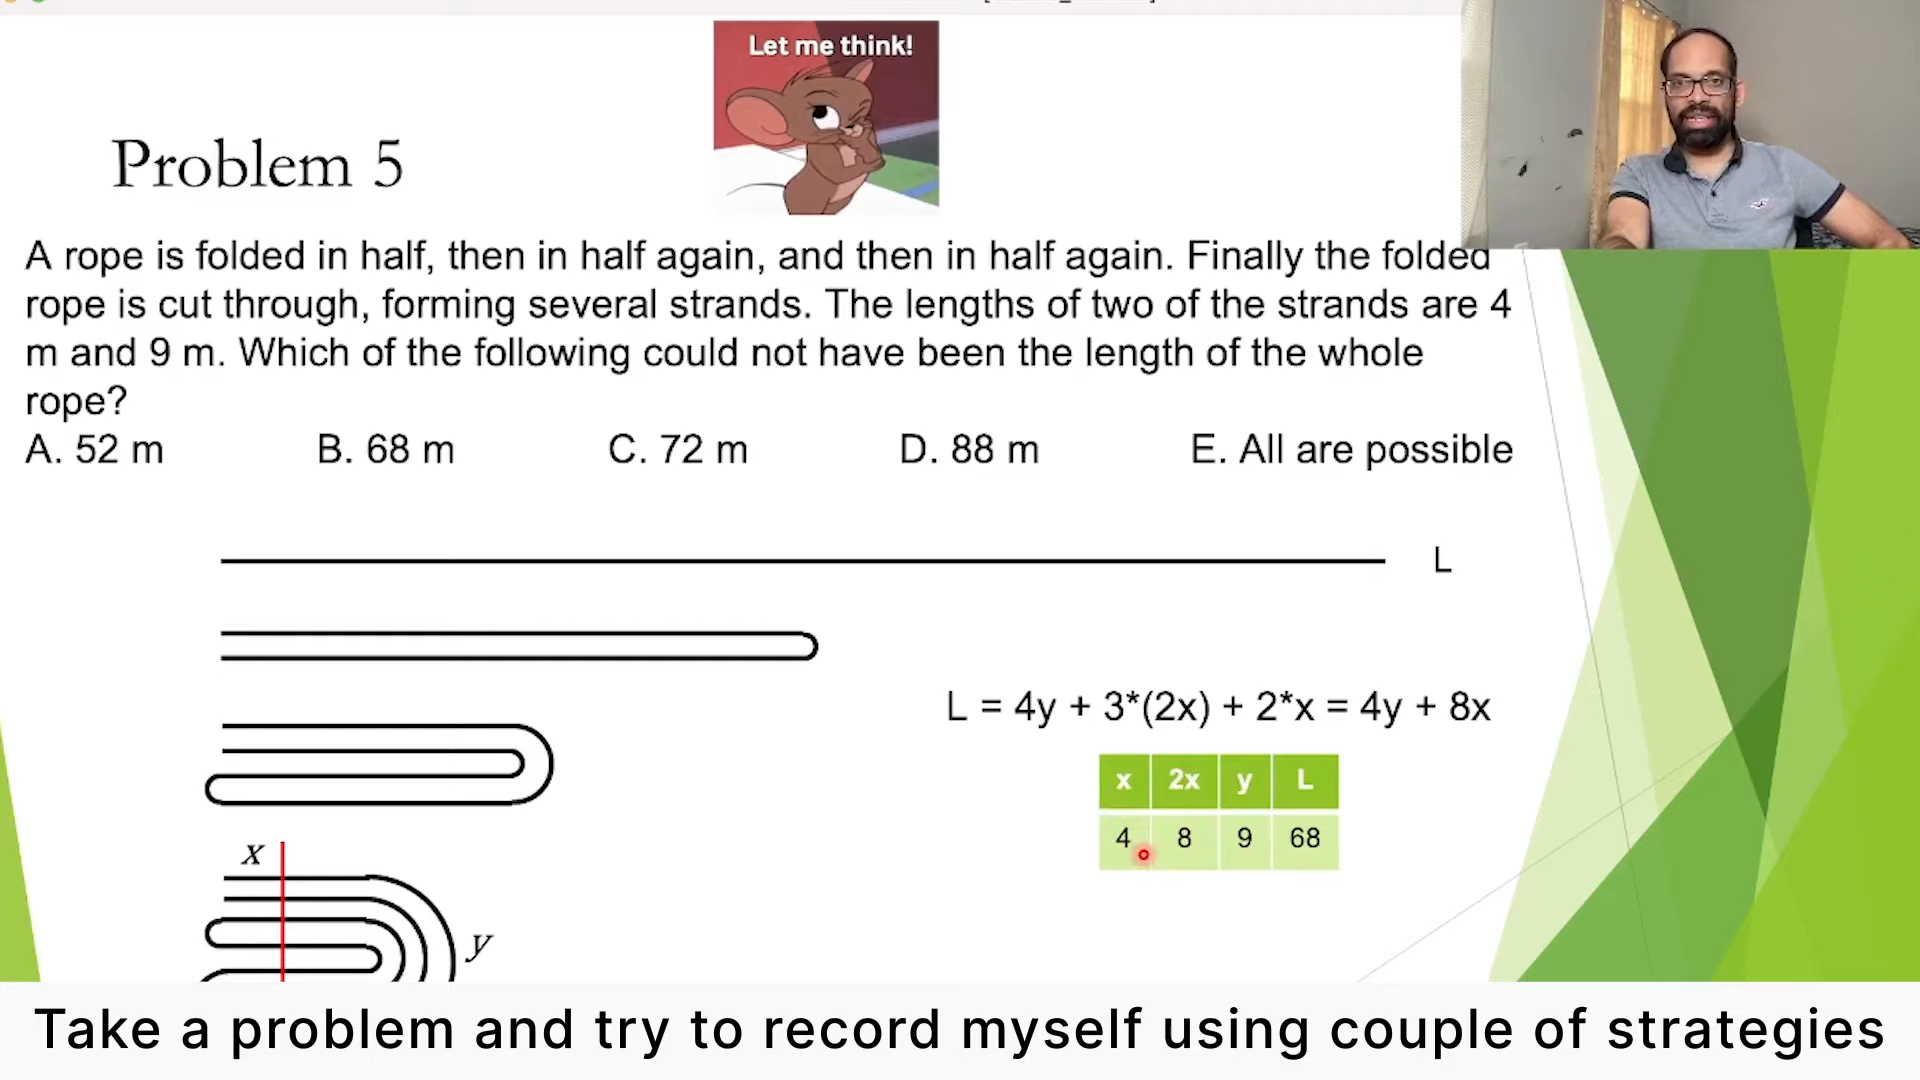 Let me think!
Problem 5
A rope is folded in half, then in half again, and then in half again. Finally the folded
rope is cut through, forming several strands. The lengths of two of the strands are 4
m and 9 m. Which of the following could not have been the length of the whole
rope?
A. 52 m B. 68 m C. 72 m D. 88 m E. All are possible
L
L = 4y + 3*(2x) + 2*x = 4y + 8x
x 2x y L
4 8 9 68
x
y
Take a problem and try to record myself using couple of strategies